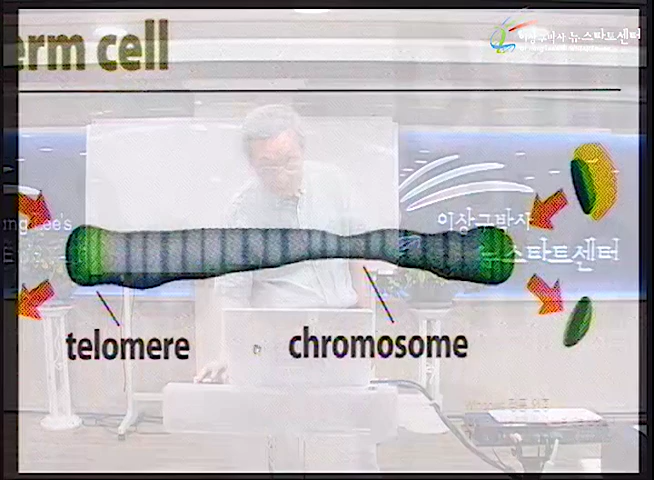 erm cell
이상구박사 뉴스타트센터
이상구박사
뉴스타트센터
telomere
chromosome